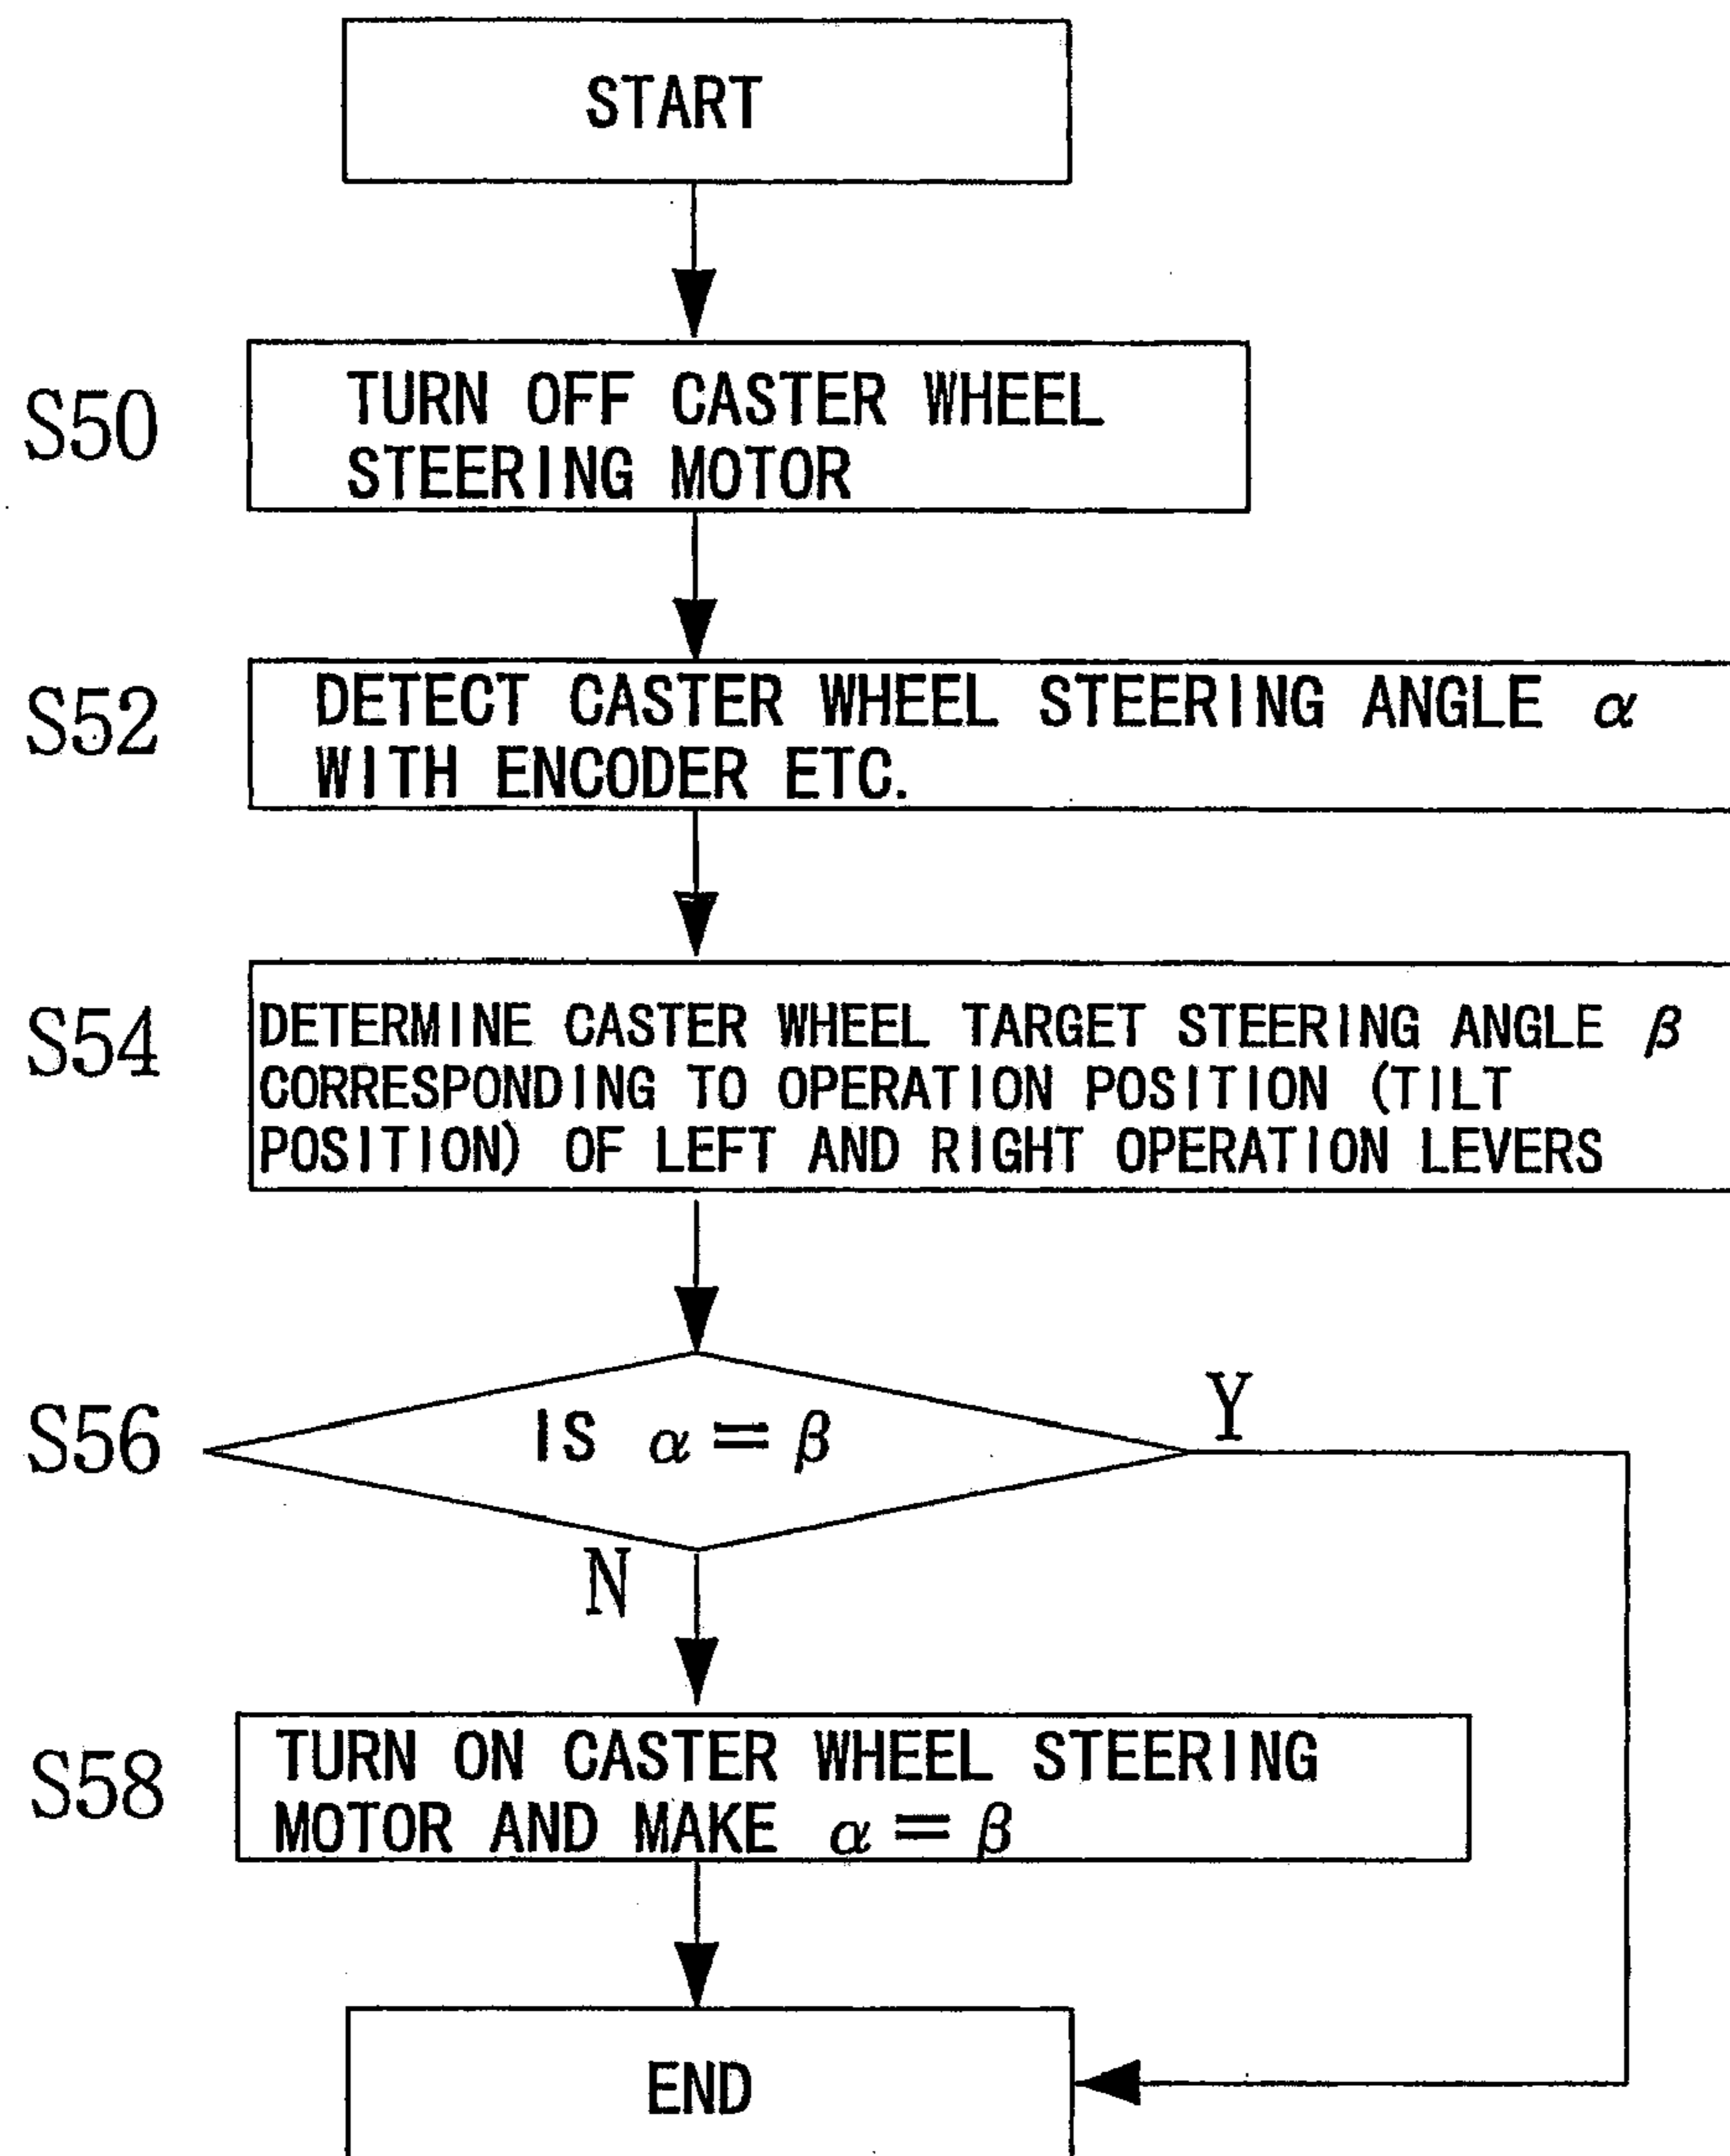 START
S50
TURN OFF CASTER WHEEL
STEERING MOTOR
S52
DETECT CASTER WHEEL STEERING ANGLE α
WITH ENCODER ETC.
S54
DETERMINE CASTER WHEEL TARGET STEERING ANGLE β
CORRESPONDING TO OPERATION POSITION (TILT
POSITION) OF LEFT AND RIGHT OPERATION LEVERS
S56
IS α = β
Y
N
S58
TURN ON CASTER WHEEL STEERING
MOTOR AND MAKE α = β
END